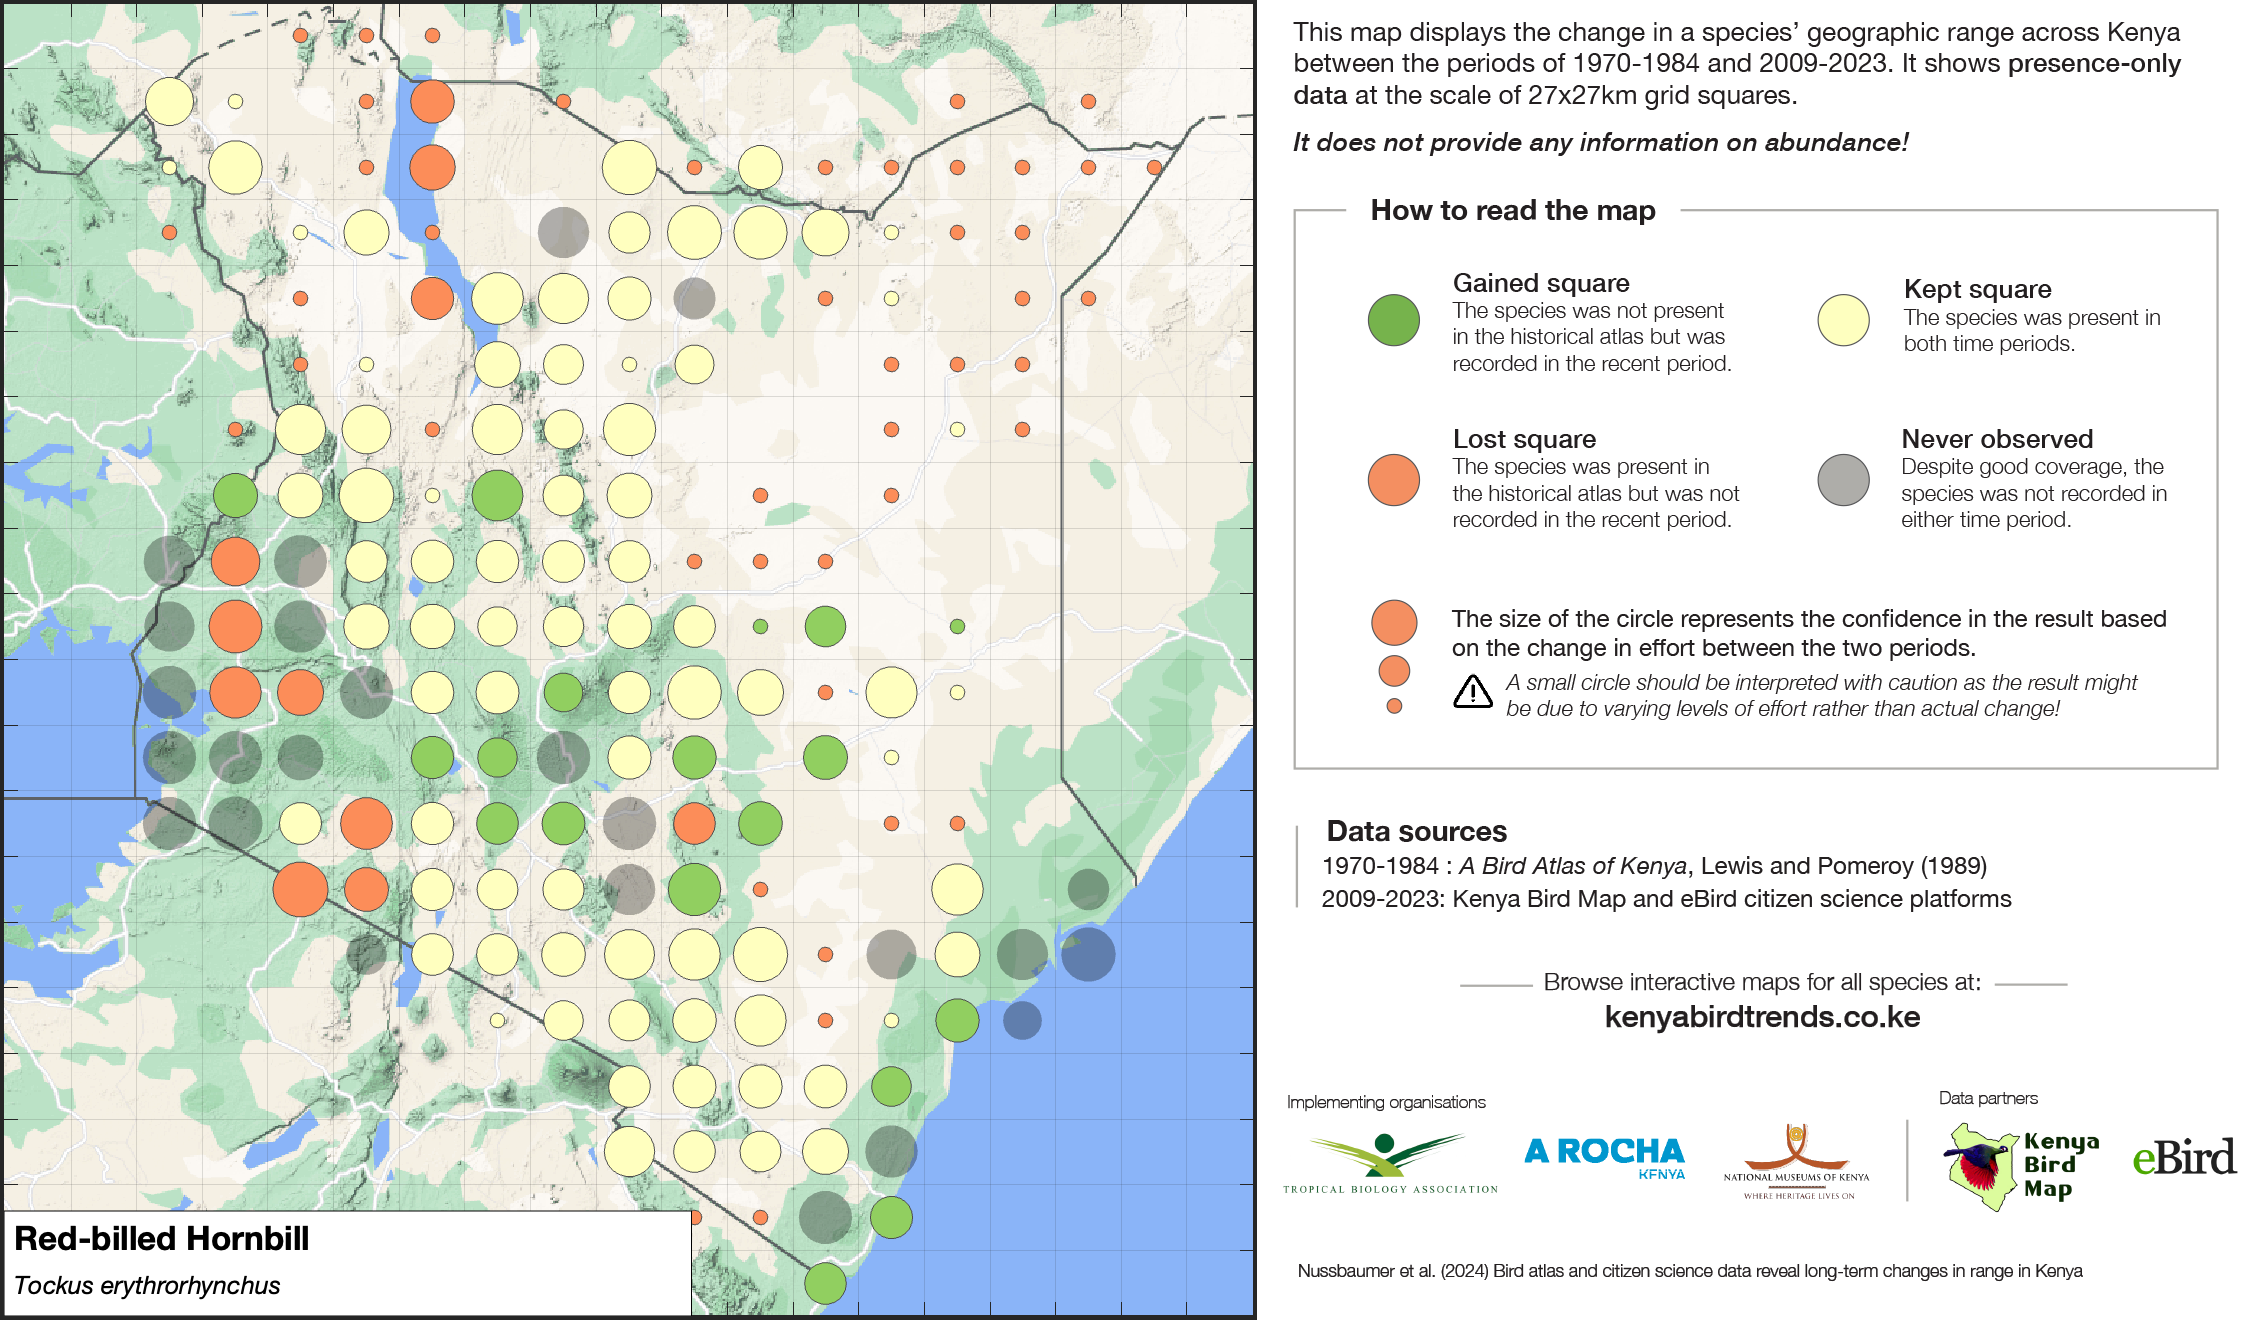 This map displays the change in a species’ geographic range across Kenya
between the periods of 1970-1984 and 2009-2023. It shows presence-only
data at the scale of 27x27km grid squares.
It does not provide any information on abundance!
How to read the map
Gained square
The species was not present
in the historical atlas but was
recorded in the recent period.
Kept square
The species was present in
both time periods.
Lost square
The species was present in
the historical atlas but was not
recorded in the recent period.
Never observed
Despite good coverage, the
species was not recorded in
either time period.
The size of the circle represents the confidence in the result based
on the change in effort between the two periods.
A small circle should be interpreted with caution as the result might
be due to varying levels of effort rather than actual change!
Data sources
1970-1984 : A Bird Atlas of Kenya, Lewis and Pomeroy (1989)
2009-2023: Kenya Bird Map and eBird citizen science platforms
Browse interactive maps for all species at:
kenyabirdtrends.co.ke
Implementing organisations
Data partners
TROPICAL BIOLOGY ASSOCIATION
A ROCHA
KENYA
NATIONAL MUSEUMS OF KENYA
WHERE HERITAGE LIVES ON
Kenya
Bird
Map
eBird
Nussbaumer et al. (2024) Bird atlas and citizen science data reveal long-term changes in range in Kenya
Red-billed Hornbill
Tockus erythrorhynchus